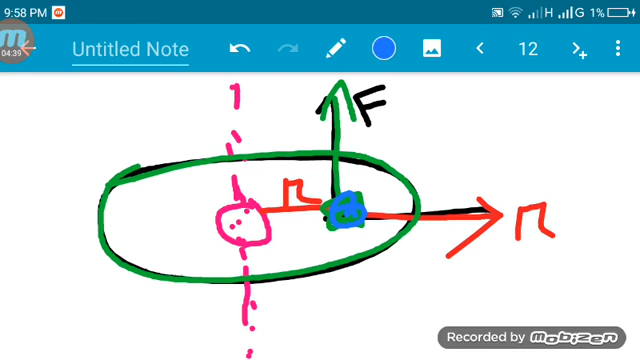 9:58 PM
H
G
1%
04:39
Untitled Note
12
F
r
r
Recorded by mobizen